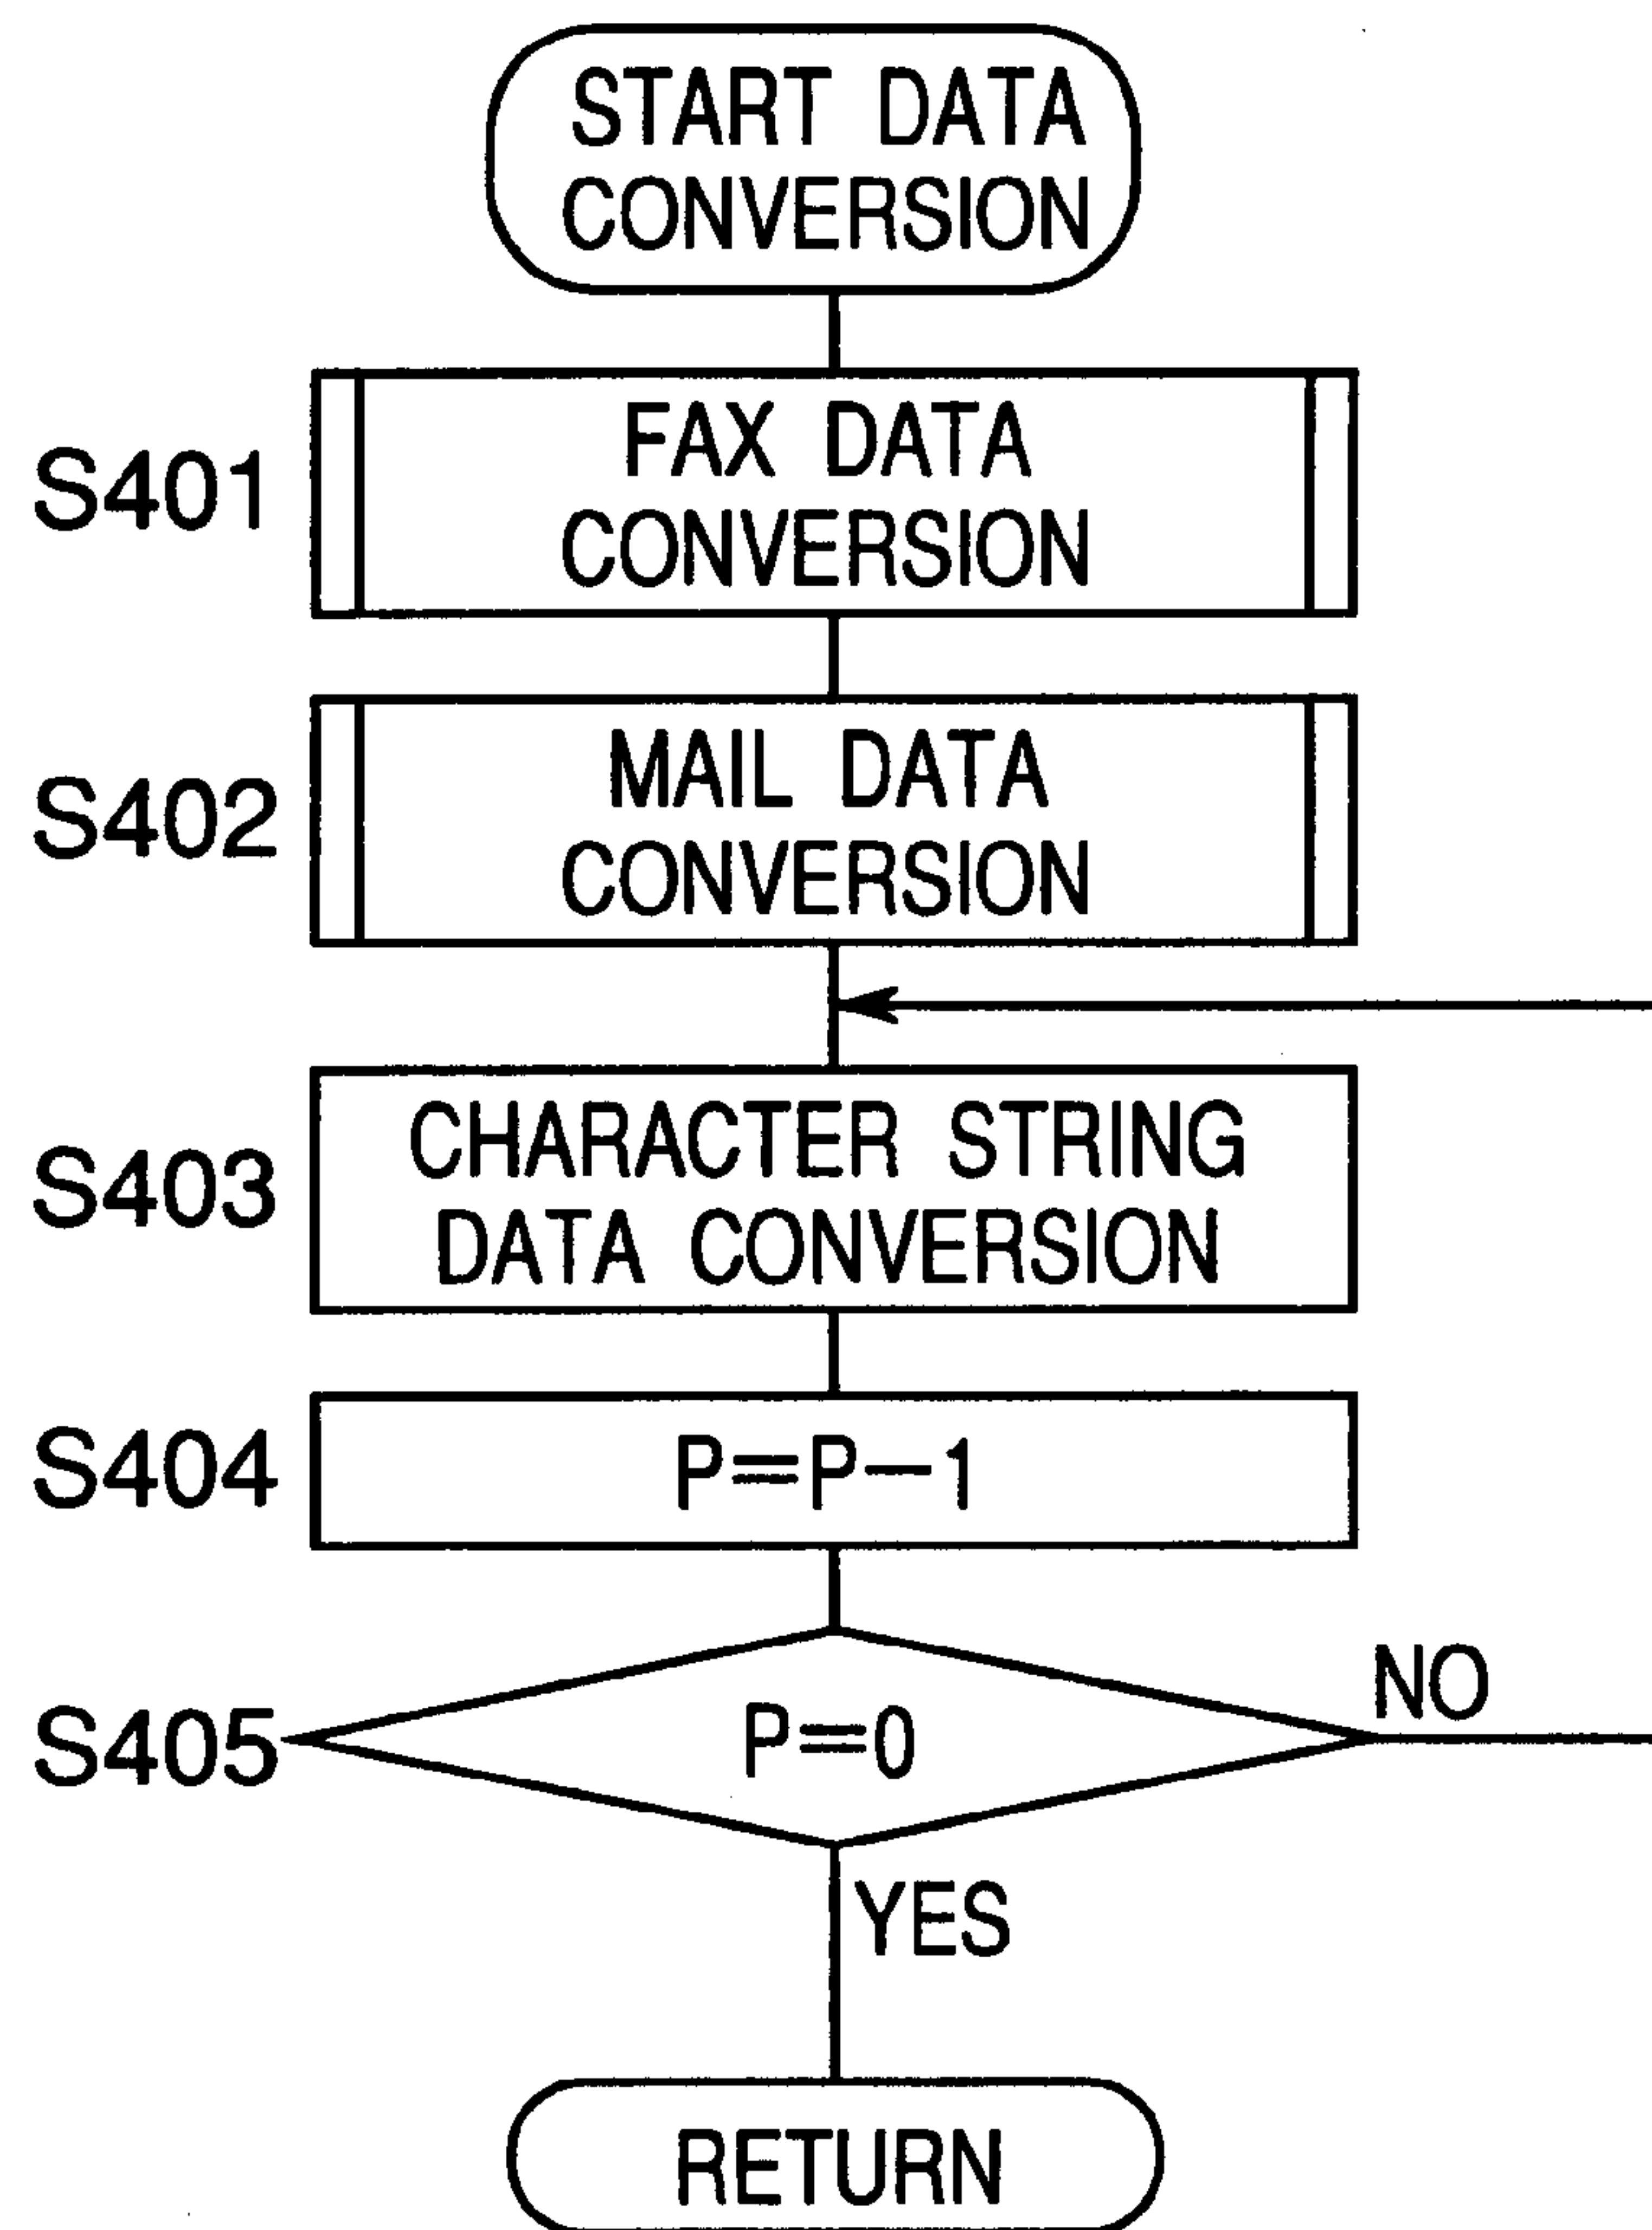 START DATA
CONVERSION
S401
FAX DATA
CONVERSION
S402
MAIL DATA
CONVERSION
S403
CHARACTER STRING
DATA CONVERSION
S404
P=P−1
S405
P=0
NO
YES
RETURN